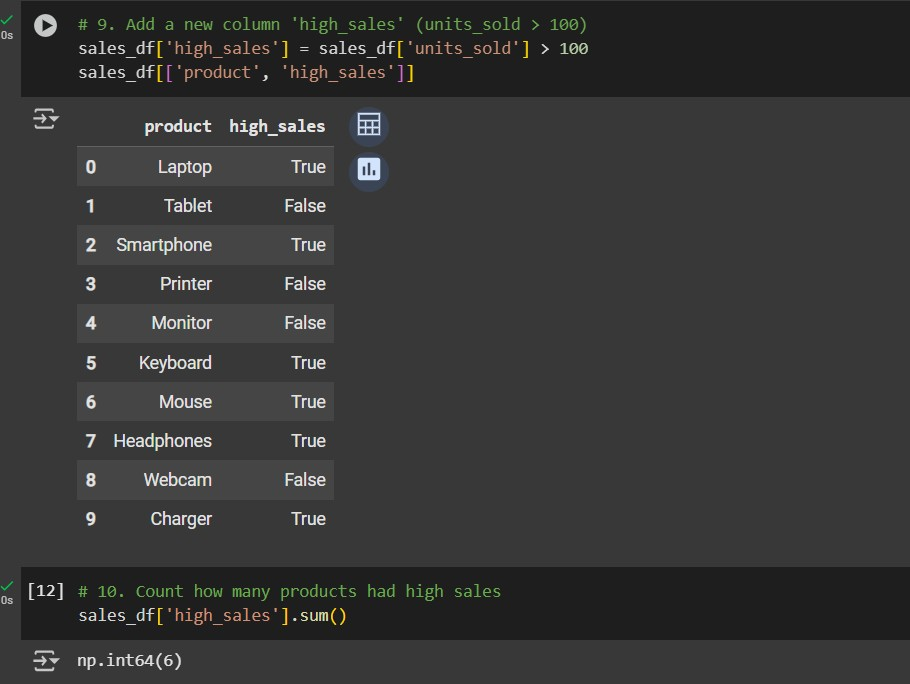 0s
# 9. Add a new column 'high_sales' (units_sold > 100)
sales_df['high_sales'] = sales_df['units_sold'] > 100
sales_df[['product', 'high_sales']]
product high_sales
0 Laptop True
1 Tablet False
2 Smartphone True
3 Printer False
4 Monitor False
5 Keyboard True
6 Mouse True
7 Headphones True
8 Webcam False
9 Charger True
0s
[12] # 10. Count how many products had high sales
sales_df['high_sales'].sum()
np.int64(6)